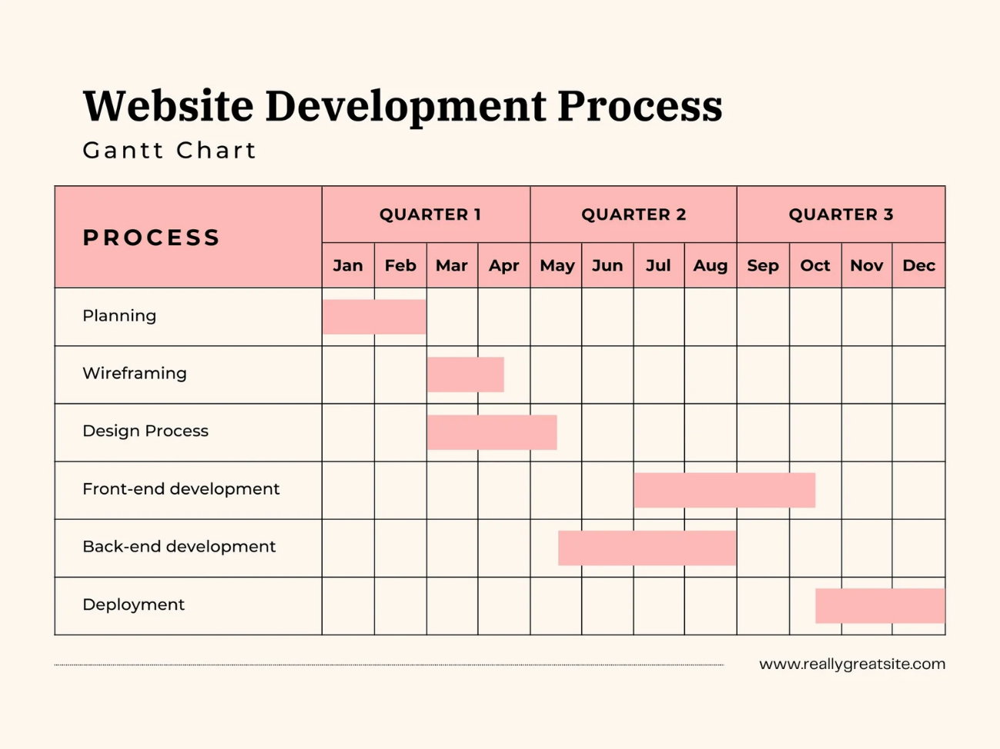 Website Development Process
Gantt Chart
PROCESS
QUARTER 1 QUARTER 2 QUARTER 3
Jan Feb Mar Apr May Jun Jul Aug Sep Oct Nov Dec
Planning
Wireframing
Design Process
Front-end development
Back-end development
Deployment
www.reallygreatsite.com